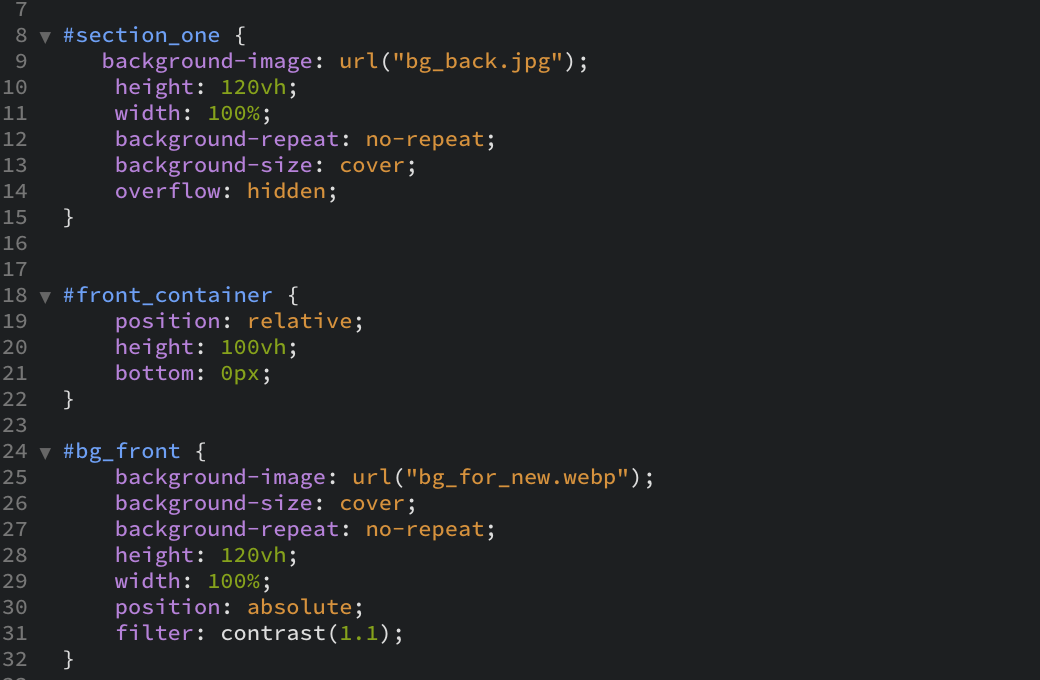 7
8 ▼ #section_one {
9 background-image: url("bg_back.jpg");
10 height: 120vh;
11 width: 100%;
12 background-repeat: no-repeat;
13 background-size: cover;
14 overflow: hidden;
15 }
16
17
18 ▼ #front_container {
19 position: relative;
20 height: 100vh;
21 bottom: 0px;
22 }
23
24 ▼ #bg_front {
25 background-image: url("bg_for_new.webp");
26 background-size: cover;
27 background-repeat: no-repeat;
28 height: 120vh;
29 width: 100%;
30 position: absolute;
31 filter: contrast(1.1);
32 }